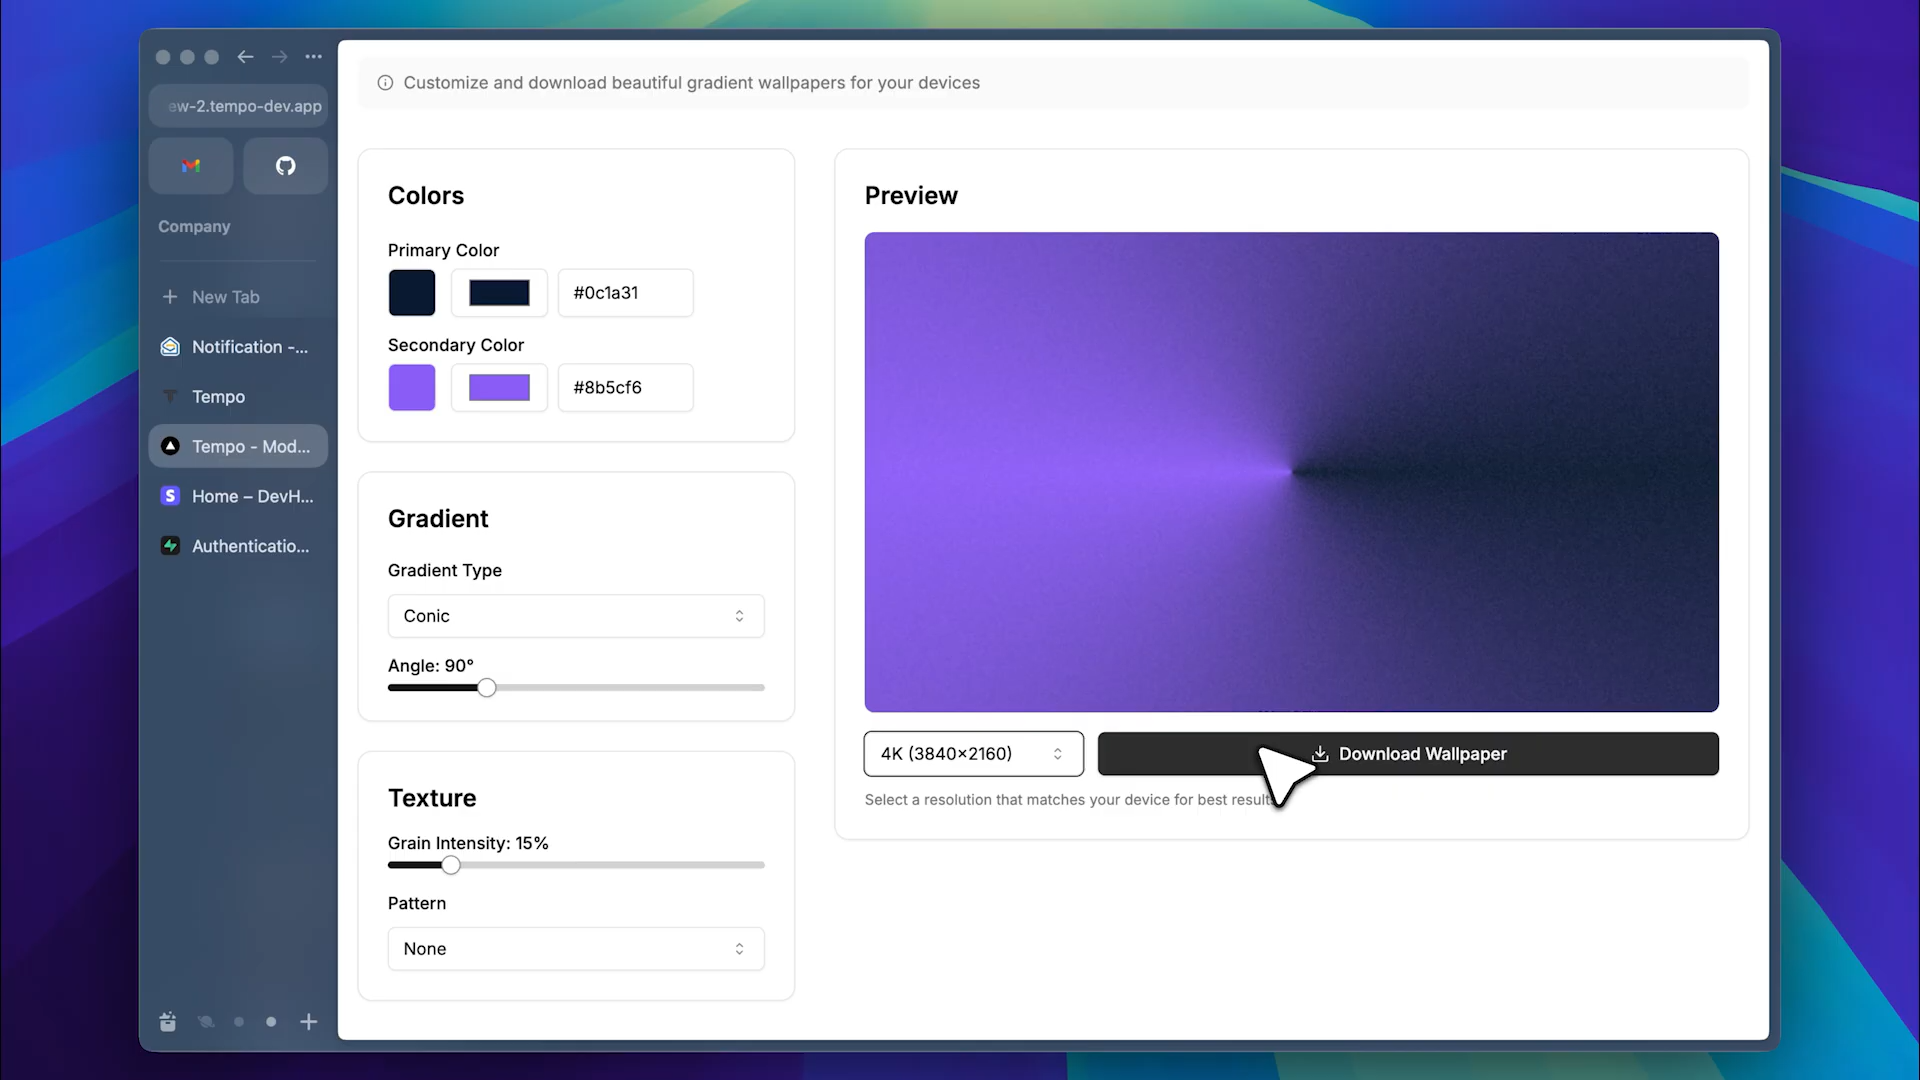 ew-2.tempo-dev.app
Company
New Tab
Notification -...
Tempo
Tempo - Mod...
Home – DevH...
Authenticatio...
Customize and download beautiful gradient wallpapers for your devices
Colors
Primary Color
#0c1a31
Secondary Color
#8b5cf6
Gradient
Gradient Type
Conic
Angle: 90°
Texture
Grain Intensity: 15%
Pattern
None
Preview
4K (3840×2160)
Download Wallpaper
Select a resolution that matches your device for best results